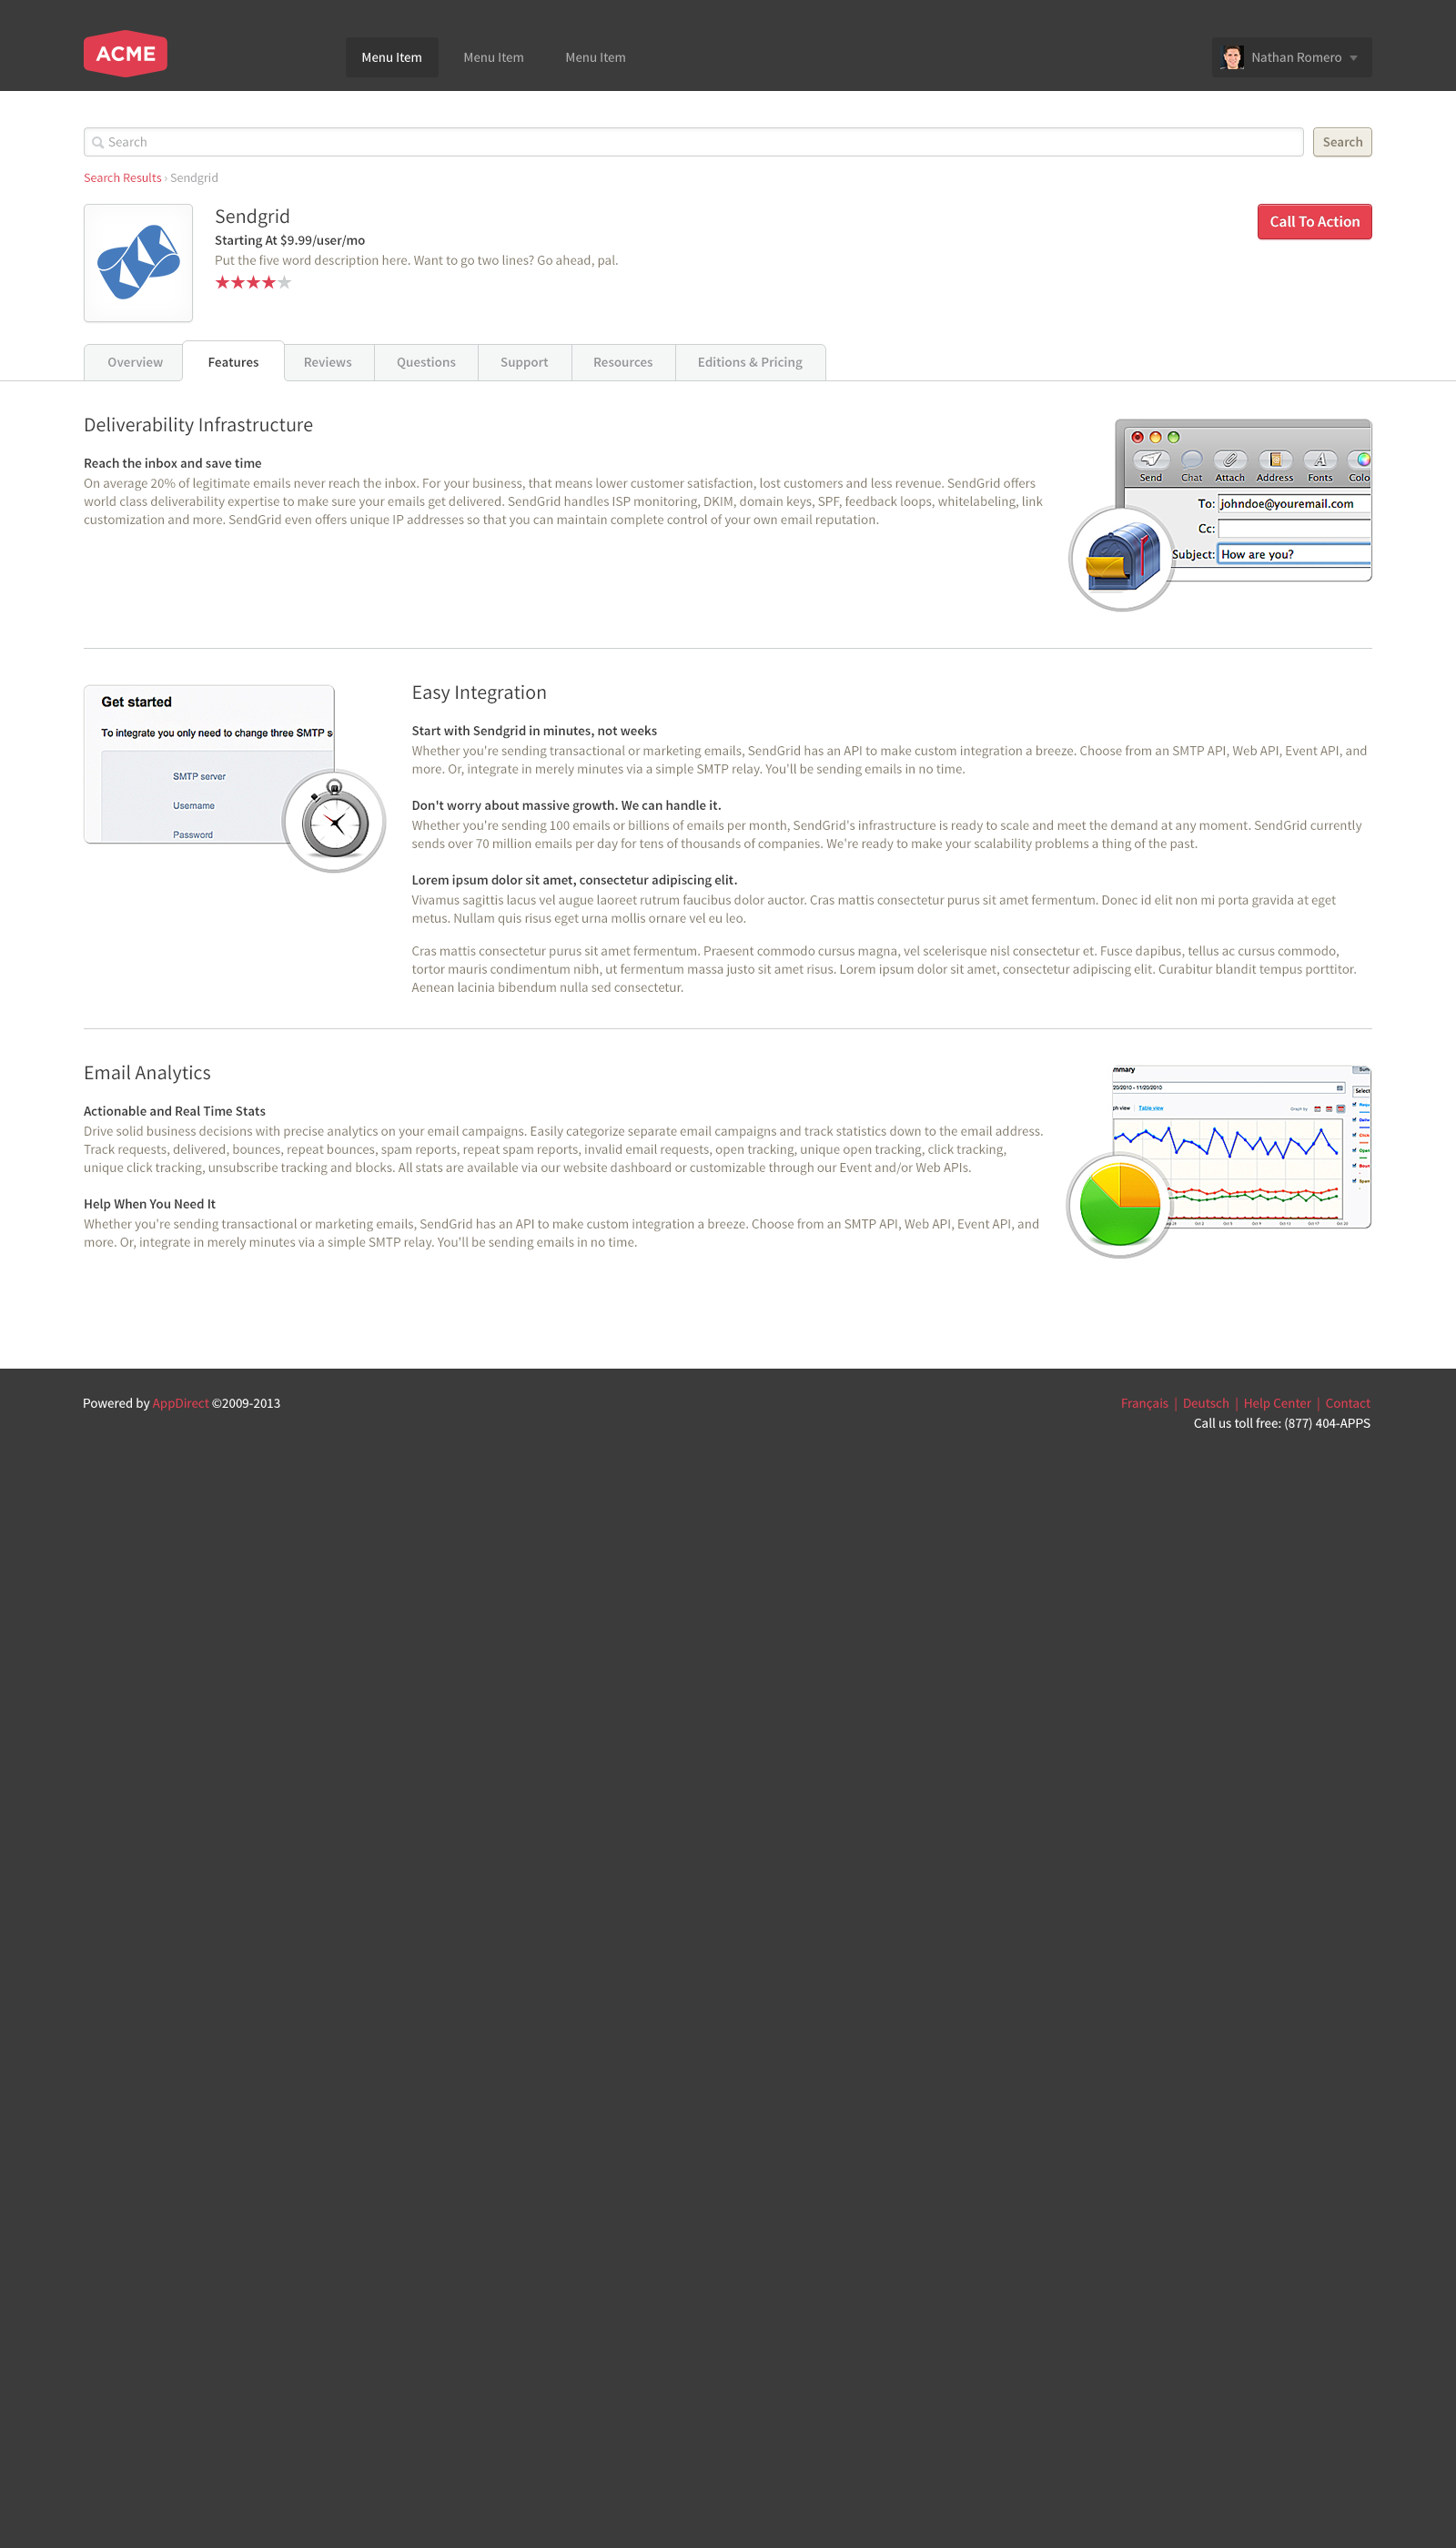 ACME
Menu Item
Menu Item
Menu Item
Nathan Romero
Search
Search
Search Results › Sendgrid
Sendgrid
Starting At $9.99/user/mo
Put the five word description here. Want to go two lines? Go ahead, pal.
Call To Action
Overview
Features
Reviews
Questions
Support
Resources
Editions & Pricing
Deliverability Infrastructure
Reach the inbox and save time
On average 20% of legitimate emails never reach the inbox. For your business, that means lower customer satisfaction, lost customers and less revenue. SendGrid offers
world class deliverability expertise to make sure your emails get delivered. SendGrid handles ISP monitoring, DKIM, domain keys, SPF, feedback loops, whitelabeling, link
customization and more. SendGrid even offers unique IP addresses so that you can maintain complete control of your own email reputation.
Send
Chat
Attach
Address
Fonts
Colo
To: johndoe@youremail.com
Cc:
Subject: How are you?
Get started
To integrate you only need to change three SMTP s
SMTP server
Username
Password
Easy Integration
Start with Sendgrid in minutes, not weeks
Whether you're sending transactional or marketing emails, SendGrid has an API to make custom integration a breeze. Choose from an SMTP API, Web API, Event API, and
more. Or, integrate in merely minutes via a simple SMTP relay. You'll be sending emails in no time.
Don't worry about massive growth. We can handle it.
Whether you're sending 100 emails or billions of emails per month, SendGrid's infrastructure is ready to scale and meet the demand at any moment. SendGrid currently
sends over 70 million emails per day for tens of thousands of companies. We're ready to make your scalability problems a thing of the past.
Lorem ipsum dolor sit amet, consectetur adipiscing elit.
Vivamus sagittis lacus vel augue laoreet rutrum faucibus dolor auctor. Cras mattis consectetur purus sit amet fermentum. Donec id elit non mi porta gravida at eget
metus. Nullam quis risus eget urna mollis ornare vel eu leo.
Cras mattis consectetur purus sit amet fermentum. Praesent commodo cursus magna, vel scelerisque nisl consectetur et. Fusce dapibus, tellus ac cursus commodo,
tortor mauris condimentum nibh, ut fermentum massa justo sit amet risus. Lorem ipsum dolor sit amet, consectetur adipiscing elit. Curabitur blandit tempus porttitor.
Aenean lacinia bibendum nulla sed consectetur.
Email Analytics
Actionable and Real Time Stats
Drive solid business decisions with precise analytics on your email campaigns. Easily categorize separate email campaigns and track statistics down to the email address.
Track requests, delivered, bounces, repeat bounces, spam reports, repeat spam reports, invalid email requests, open tracking, unique open tracking, click tracking,
unique click tracking, unsubscribe tracking and blocks. All stats are available via our website dashboard or customizable through our Event and/or Web APIs.
Help When You Need It
Whether you're sending transactional or marketing emails, SendGrid has an API to make custom integration a breeze. Choose from an SMTP API, Web API, Event API, and
more. Or, integrate in merely minutes via a simple SMTP relay. You'll be sending emails in no time.
mmary
20/2010 - 11/20/2010
Select
ph view
Table view
Graph by
Oct 2
Oct 5
Oct 9
Oct 13
Oct 17
Powered by AppDirect ©2009-2013
Français | Deutsch | Help Center | Contact
Call us toll free: (877) 404-APPS